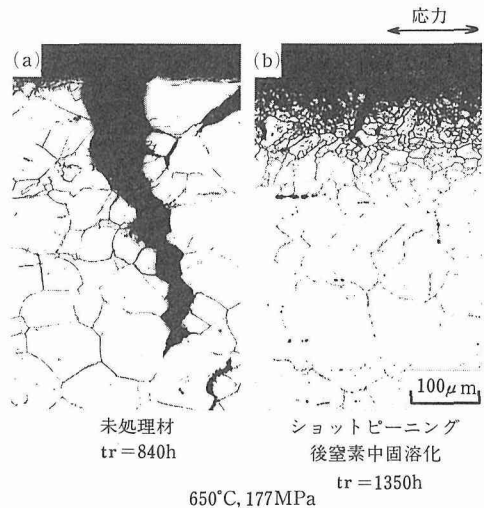 応力
(a)
(b)
100μm
未処理材
tr=840h
ショットピーニング
後窒素中固溶化
tr=1350h
650°C, 177MPa